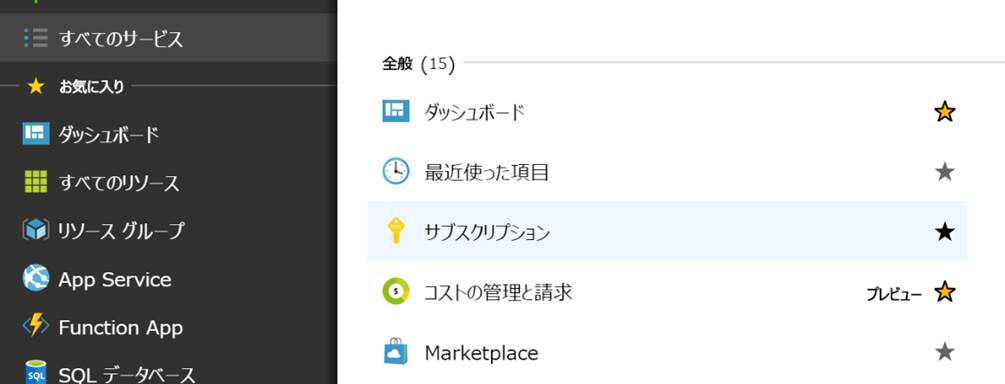 すべてのサービス
お気に入り
ダッシュボード
すべてのリソース
リソース グループ
App Service
Function App
SQL データベース
全般 (15)
ダッシュボード
最近使った項目
サブスクリプション
コストの管理と請求 プレビュー
Marketplace